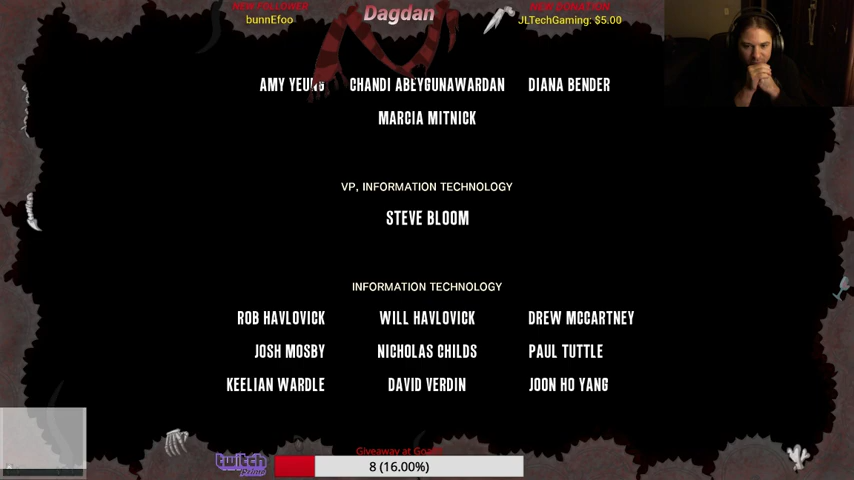 NEW FOLLOWER
bunnEfoo
Dagdan
NEW DONATION
JLTechGaming: $5.00
AMY YEUNG CHANDI ABEYGUNAWARDAN DIANA BENDER
MARCIA MITNICK
VP, INFORMATION TECHNOLOGY
STEVE BLOOM
INFORMATION TECHNOLOGY
ROB HAVLOVICK WILL HAVLOVICK DREW MCCARTNEY
JOSH MOSBY NICHOLAS CHILDS PAUL TUTTLE
KEELIAN WARDLE DAVID VERDIN JOON HO YANG
Giveaway at
twitch
prime
8 (16.00%)